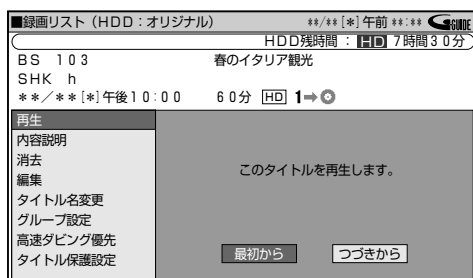 ■録画リスト（HDD：オリジナル） **/**[*]午前**:** GGUIDE
HDD残時間：HD 7時間30分
BS 103 春のイタリア観光
SHK h
**／**[*]午後10:00 60分 HD 1➡
再生
内容説明
消去
編集
タイトル名変更
グループ設定
高速ダビング優先
タイトル保護設定
このタイトルを再生します。
最初から つづきから